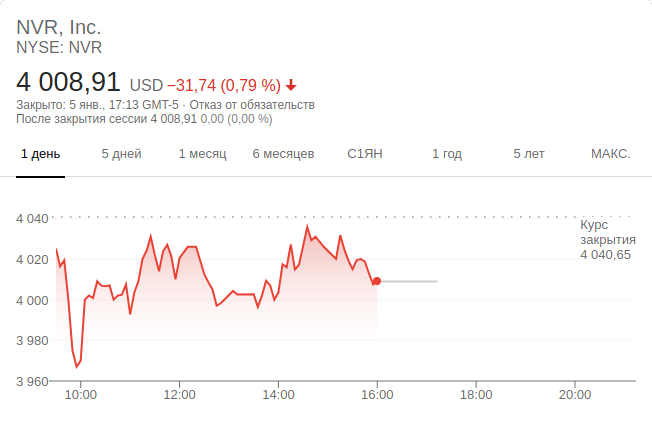 NVR, Inc.
NYSE: NVR
4 008,91 USD −31,74 (0,79 %)
Закрыто: 5 янв., 17:13 GMT-5 · Отказ от обязательств
После закрытия сессии 4 008,91 0,00 (0,00 %)
1 день 5 дней 1 месяц 6 месяцев С1ЯН 1 год 5 лет МАКС.
4 040
Курс
закрытия
4 040,65
4 020
4 000
3 980
3 960
10:00 12:00 14:00 16:00 18:00 20:00